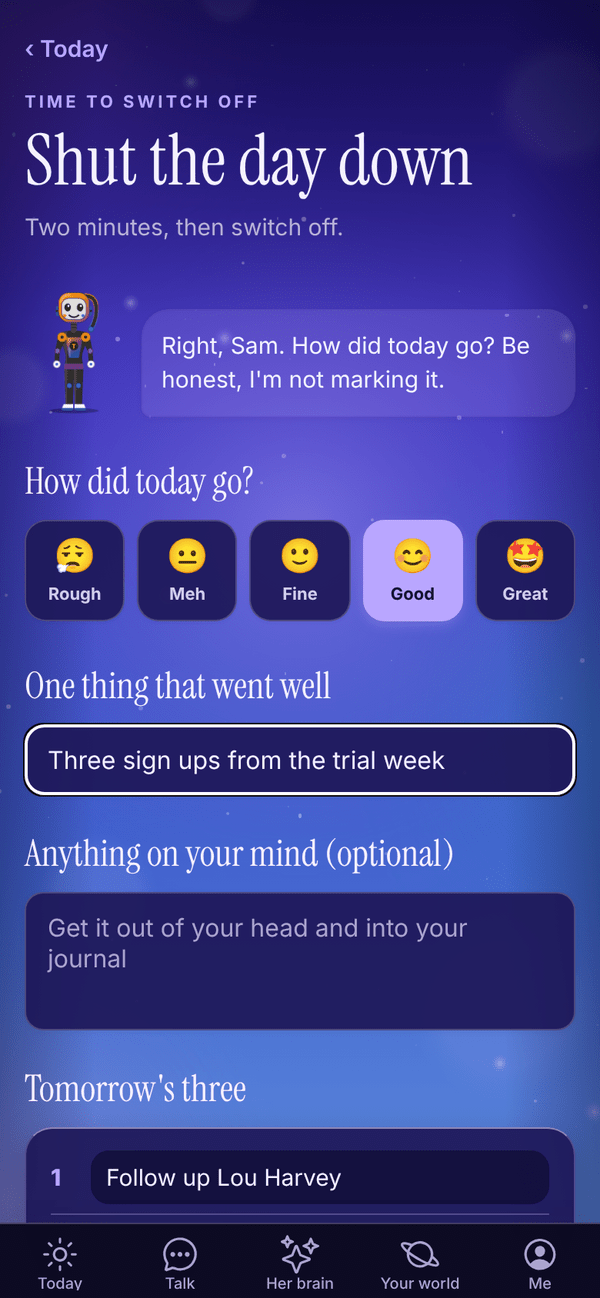 ‹ Today
TIME TO SWITCH OFF
Shut the day down
Two minutes, then switch off.
Right, Sam. How did today go? Be
honest, I'm not marking it.
How did today go?
Rough
Meh
Fine
Good
Great
One thing that went well
Three sign ups from the trial week
Anything on your mind (optional)
Get it out of your head and into your
journal
Tomorrow's three
1 Follow up Lou Harvey
Today
Talk
Her brain
Your world
Me